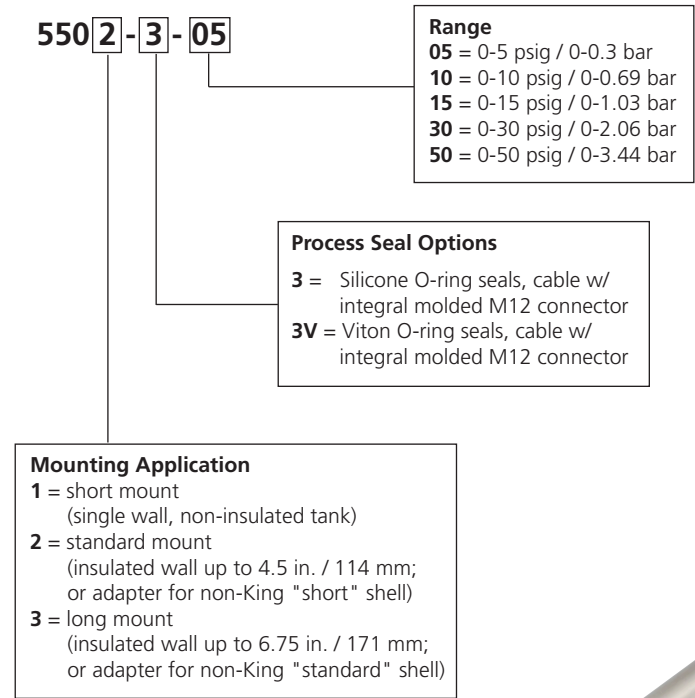 5502-3-05
Range
05 = 0-5 psig / 0-0.3 bar
10 = 0-10 psig / 0-0.69 bar
15 = 0-15 psig / 0-1.03 bar
30 = 0-30 psig / 0-2.06 bar
50 = 0-50 psig / 0-3.44 bar
Process Seal Options
3 = Silicone O-ring seals, cable w/
integral molded M12 connector
3V = Viton O-ring seals, cable w/
integral molded M12 connector
Mounting Application
1 = short mount
(single wall, non-insulated tank)
2 = standard mount
(insulated wall up to 4.5 in. / 114 mm;
or adapter for non-King "short" shell)
3 = long mount
(insulated wall up to 6.75 in. / 171 mm;
or adapter for non-King "standard" shell)